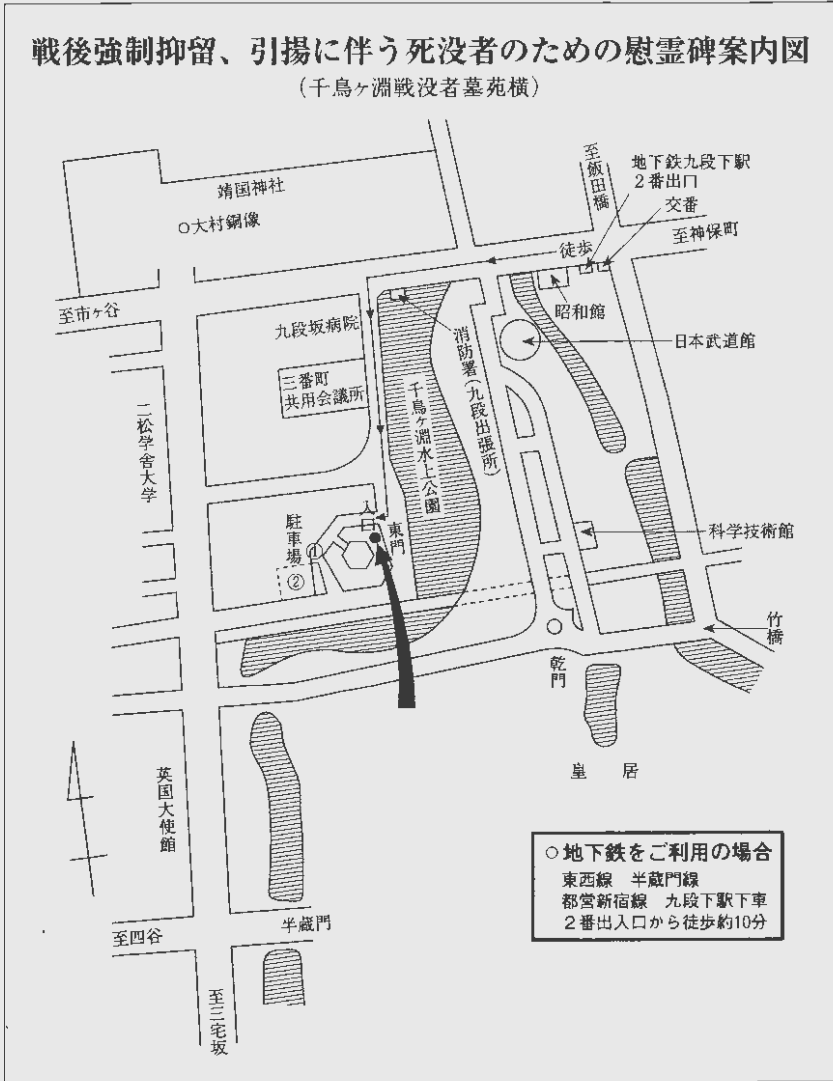 戦後強制抑留、引揚に伴う死没者のための慰霊碑案内図
(千鳥ヶ淵戦没者墓苑横)
至飯田橋
地下鉄九段下駅
2番出口
交番
至神保町
靖国神社
大村銅像
徒歩
至市ヶ谷
昭和館
九段坂病院
消防署(九段出張所)
日本武道館
三番町
共用会議所
千鳥ヶ淵水上公園
二松学舎大学
入口
東門
駐車場
①
②
科学技術館
竹橋
乾門
皇居
英国大使館
○地下鉄をご利用の場合
東西線 半蔵門線
都営新宿線 九段下駅下車
2番出入口から徒歩約10分
半蔵門
至四谷
至三宅坂